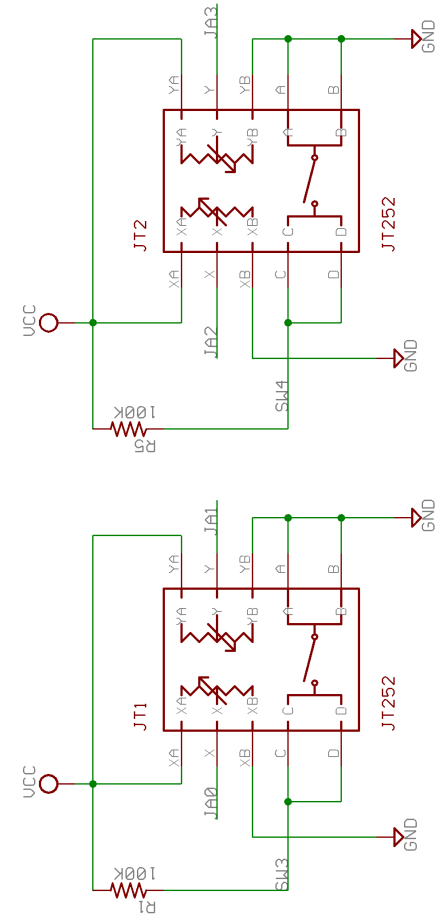 JA3
GND
YA
Y
YB
A
B
YA
Y
YB
A
B
JT2
XA
X
XB
C
D
JT252
XA
X
XB
C
D
VCC
JA2
GND
SW4
100K
R5
JA1
GND
YA
Y
YB
A
B
YA
Y
YB
A
B
JT1
XA
X
XB
C
D
JT252
XA
X
XB
C
D
VCC
JA0
GND
SW3
100K
R1